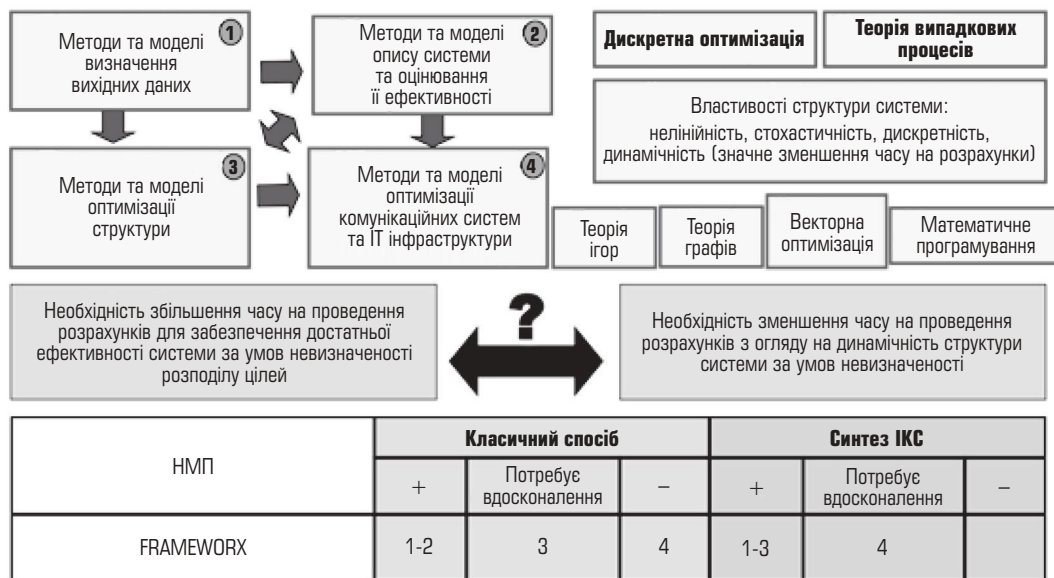 Методи та моделі
визначення
вихідних даних
1
Методи та моделі
опису системи
та оцінювання
її ефективності
2
Дискретна оптимізація
Теорія випадкових
процесів
Властивості структури системи:
нелінійність, стохастичність, дискретність,
динамічність (значне зменшення часу на розрахунки)
Методи та моделі
оптимізації
структури
3
Методи та моделі
оптимізації
комунікаційних систем
та ІТ інфраструктури
4
Теорія
ігор
Теорія
графів
Векторна
оптимізація
Математичне
програмування
Необхідність збільшення часу на проведення
розрахунків для забезпечення достатньої
ефективності системи за умов невизначеності
розподілу цілей
?
Необхідність зменшення часу на проведення
розрахунків з огляду на динамічність структури
системи за умов невизначеності
НМП
Класичний спосіб
Синтез ІКС
+
Потребує
вдосконалення
–
+
Потребує
вдосконалення
–
FRAMEWORX
1-2
3
4
1-3
4